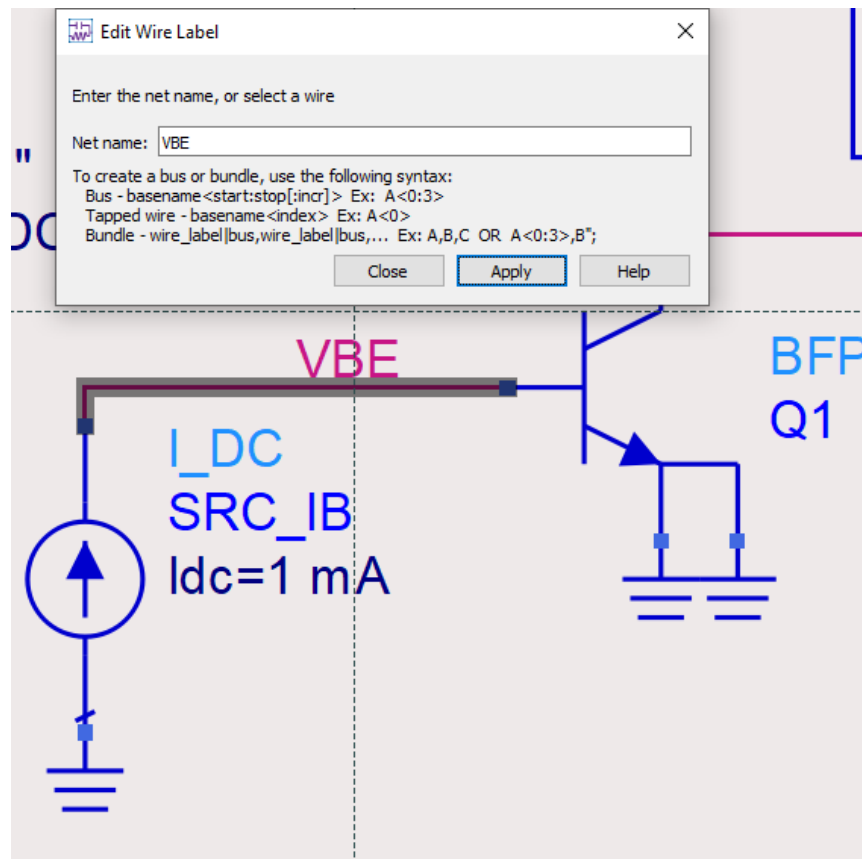 Edit Wire Label
Enter the net name, or select a wire
Net name: VBE
To create a bus or bundle, use the following syntax:
Bus - basename<start:stop[:incr]> Ex: A<0:3>
Tapped wire - basename<index> Ex: A<0>
Bundle - wire_label|bus,wire_label|bus,... Ex: A,B,C OR A<0:3>,B";
Close Apply Help
"
VBE
BFP
Q1
I_DC
SRC_IB
Idc=1 mA